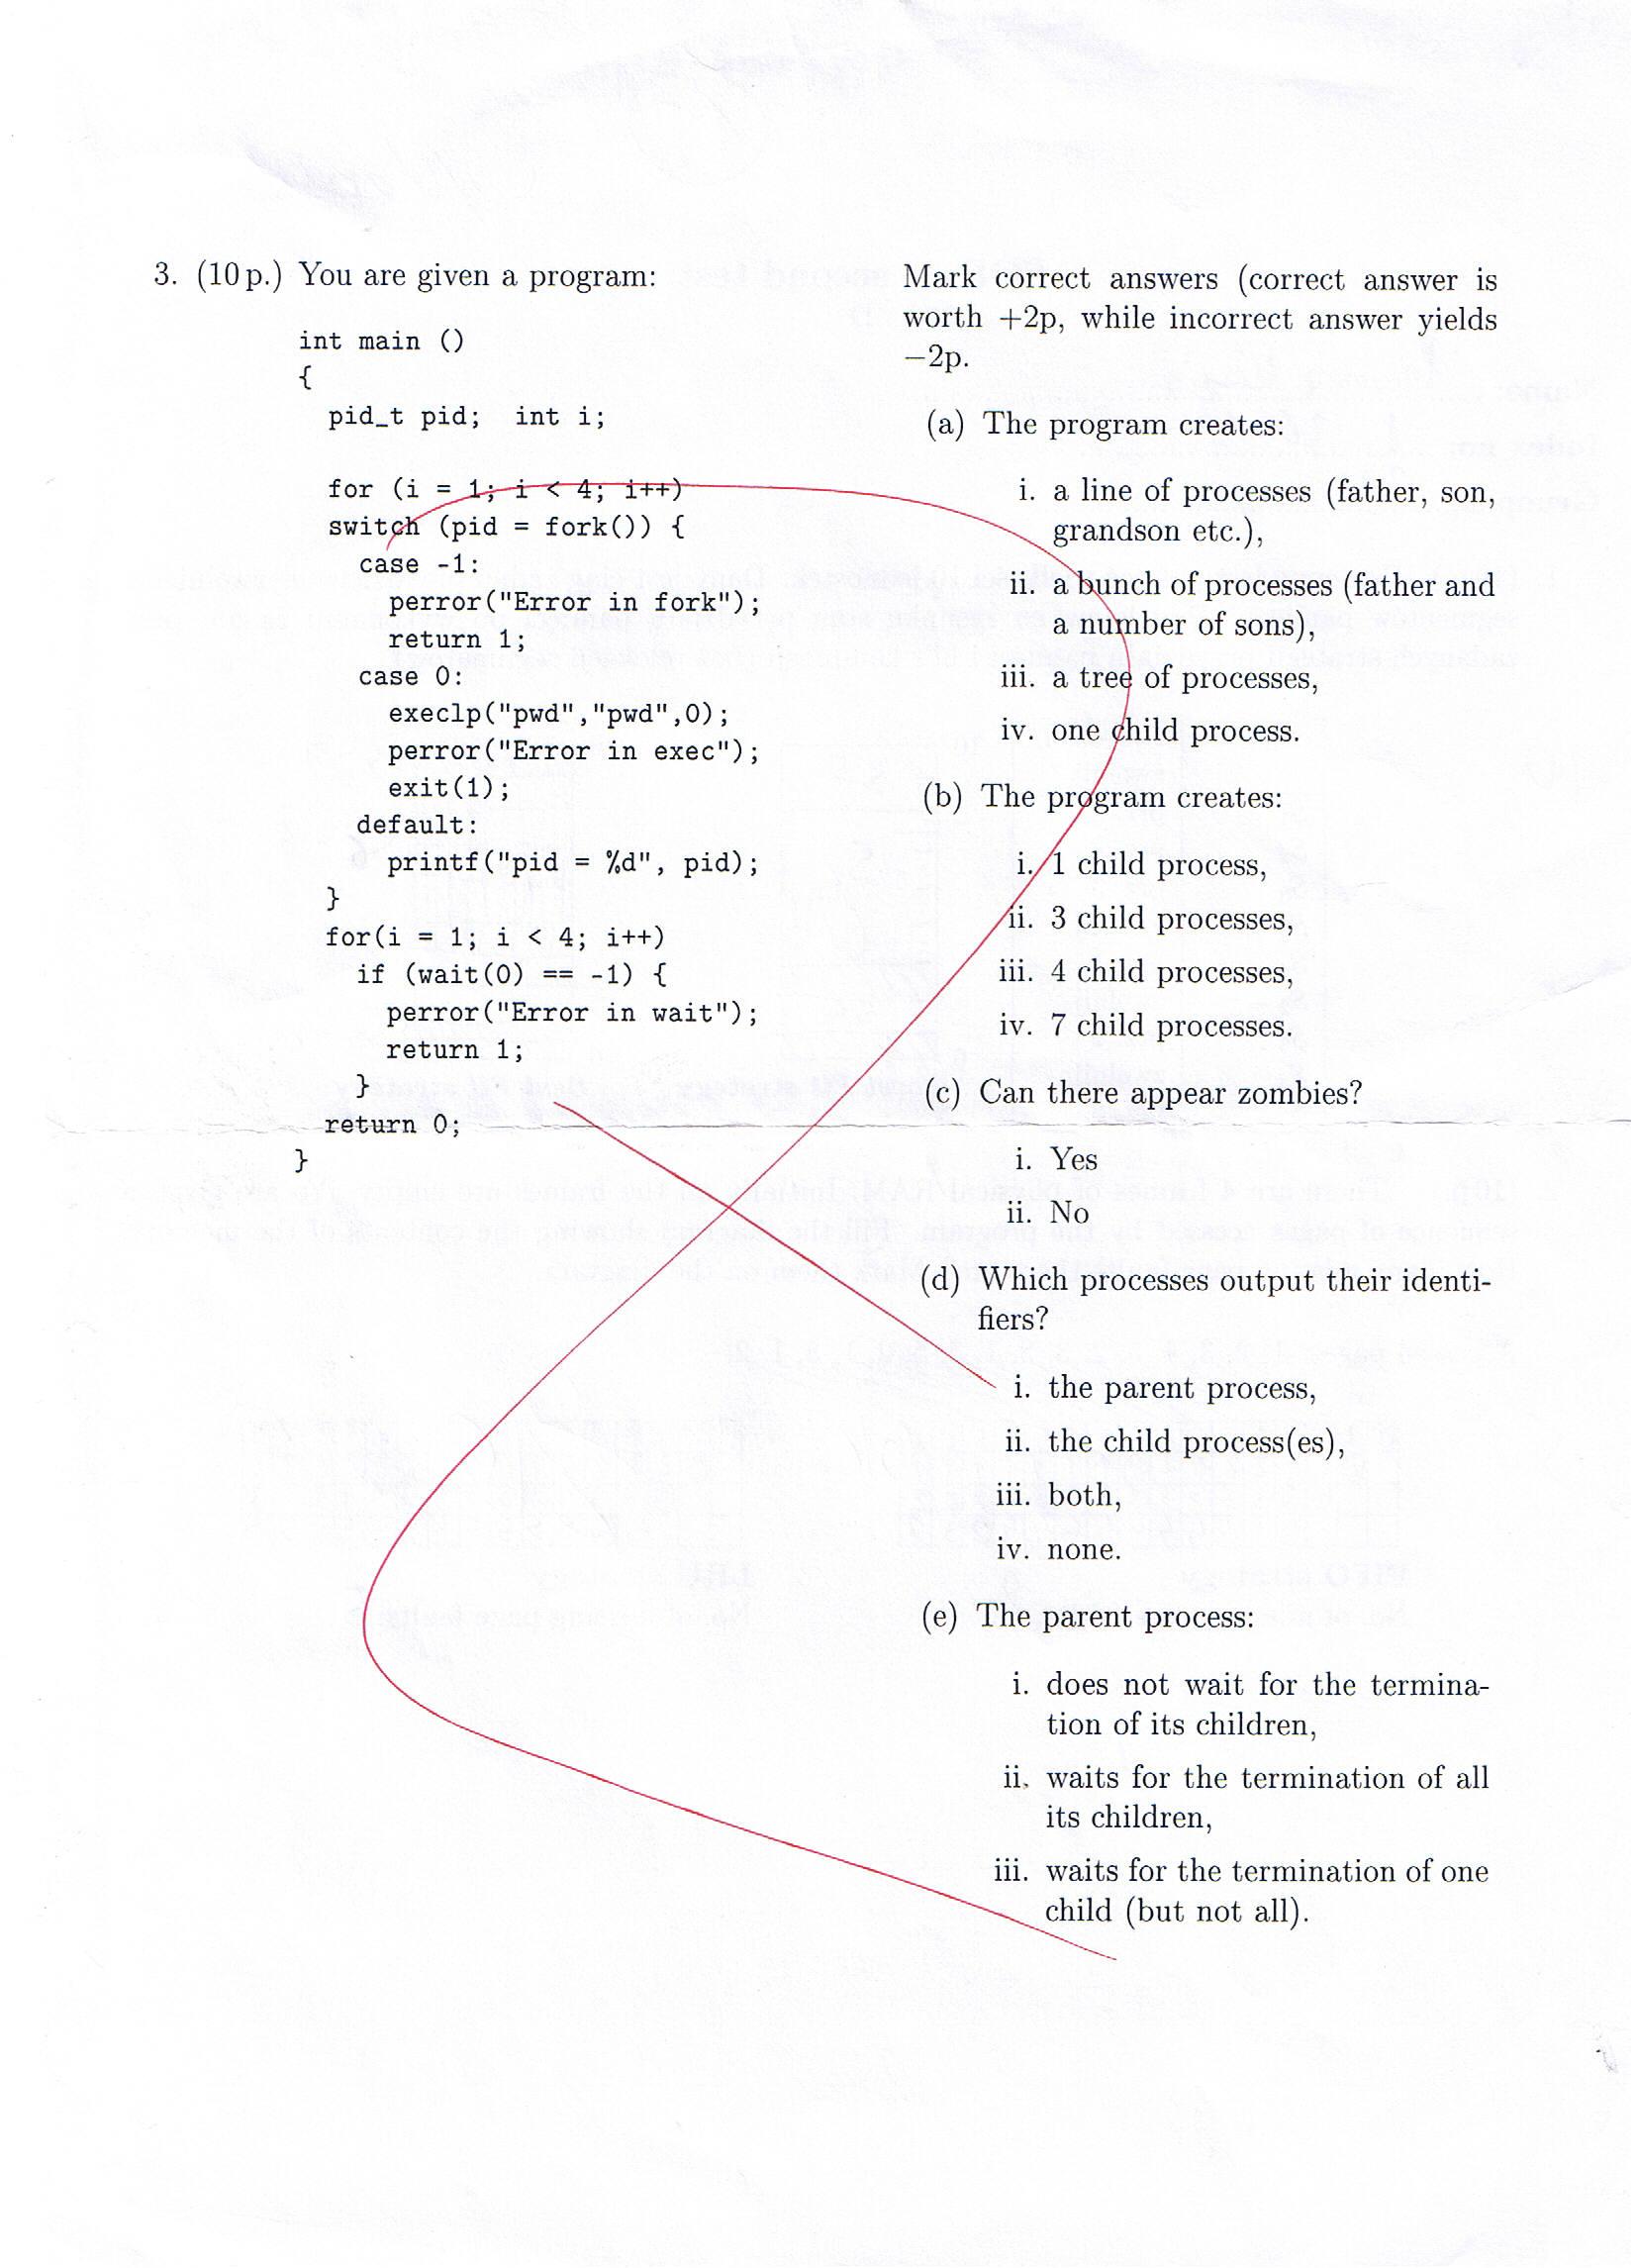 3. (10 p.) You are given a program:
int main ()
{
pid_t pid; int i;
for (i = 1; i < 4; i++)
switch (pid = fork()) {
case -1:
perror("Error in fork");
return 1;
case 0:
execlp("pwd","pwd",0);
perror("Error in exec");
exit(1);
default:
printf("pid = %d", pid);
}
for(i = 1; i < 4; i++)
if (wait(0) == -1) {
perror("Error in wait");
return 1;
}
return 0;
}
Mark correct answers (correct answer is
worth +2p, while incorrect answer yields
−2p.
(a) The program creates:
i. a line of processes (father, son,
grandson etc.),
ii. a bunch of processes (father and
a number of sons),
iii. a tree of processes,
iv. one child process.
(b) The program creates:
i. 1 child process,
ii. 3 child processes,
iii. 4 child processes,
iv. 7 child processes.
(c) Can there appear zombies?
i. Yes
ii. No
(d) Which processes output their identi-
fiers?
i. the parent process,
ii. the child process(es),
iii. both,
iv. none.
(e) The parent process:
i. does not wait for the termina-
tion of its children,
ii. waits for the termination of all
its children,
iii. waits for the termination of one
child (but not all).